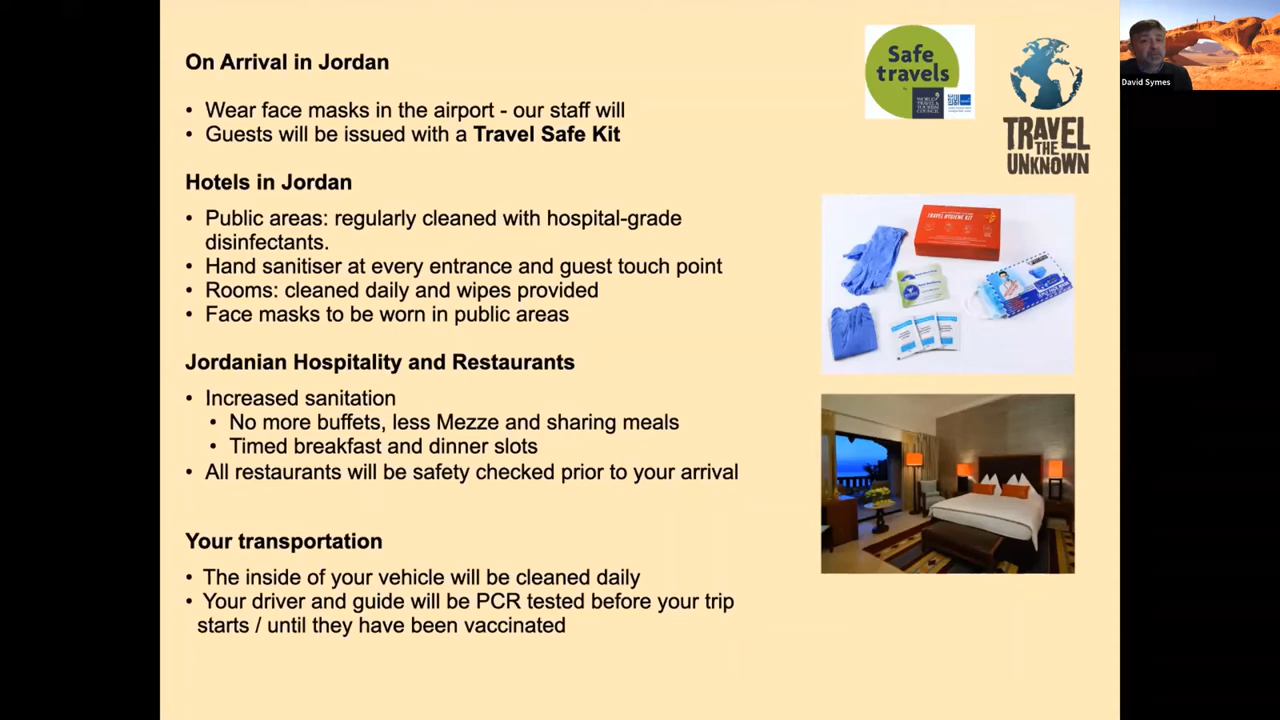 On Arrival in Jordan
• Wear face masks in the airport - our staff will
• Guests will be issued with a Travel Safe Kit
Hotels in Jordan
• Public areas: regularly cleaned with hospital-grade
disinfectants.
• Hand sanitiser at every entrance and guest touch point
• Rooms: cleaned daily and wipes provided
• Face masks to be worn in public areas
Jordanian Hospitality and Restaurants
• Increased sanitation
• No more buffets, less Mezze and sharing meals
• Timed breakfast and dinner slots
• All restaurants will be safety checked prior to your arrival
Your transportation
• The inside of your vehicle will be cleaned daily
• Your driver and guide will be PCR tested before your trip
starts / until they have been vaccinated
Safe
travels
by
WORLD
TRAVEL &
TOURISM
COUNCIL
TRAVEL
THE
UNKNOWN
TRAVEL HYGIENE KIT
David Symes